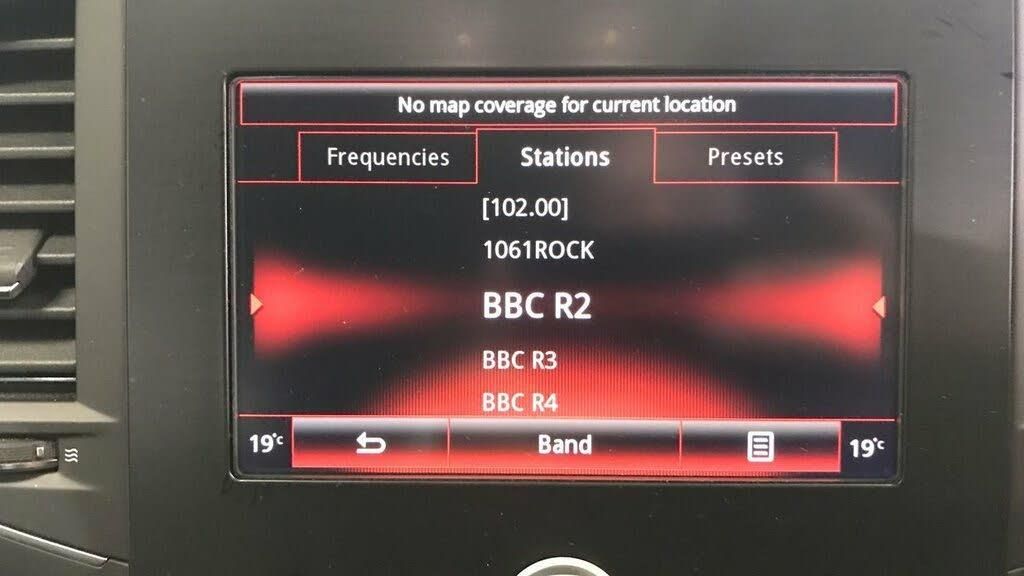 No map coverage for current location
Frequencies Stations Presets
[102.00]
1061ROCK
BBC R2
BBC R3
BBC R4
19°c Band 19°c